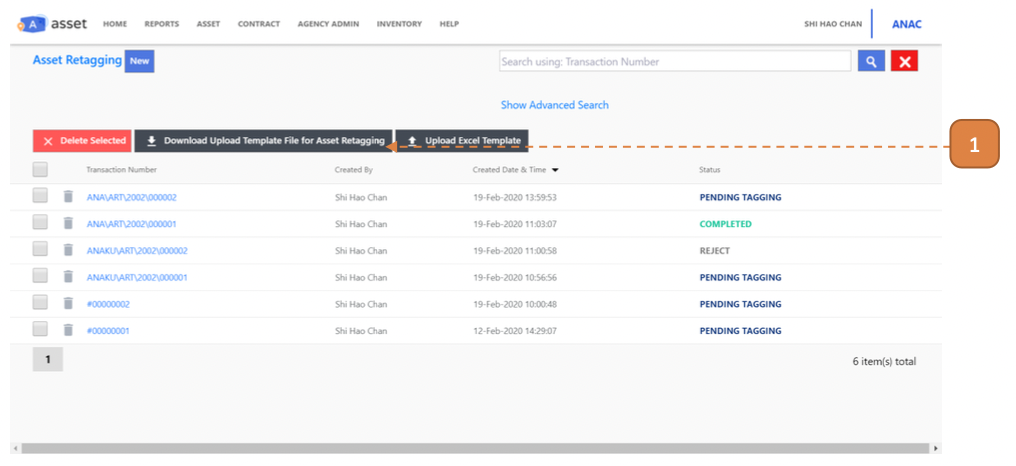 A asset HOME REPORTS ASSET CONTRACT AGENCY ADMIN INVENTORY HELP SHI HAO CHAN ANAC
Asset Retagging New Search using: Transaction Number
Show Advanced Search
Delete Selected Download Upload Template File for Asset Retagging Upload Excel Template 1
Transaction Number Created By Created Date & Time Status
ANA\ART\2002\000002 Shi Hao Chan 19-Feb-2020 13:59:53 PENDING TAGGING
ANA\ART\2002\000001 Shi Hao Chan 19-Feb-2020 11:03:07 COMPLETED
ANAKU\ART\2002\000002 Shi Hao Chan 19-Feb-2020 11:00:58 REJECT
ANAKU\ART\2002\000001 Shi Hao Chan 19-Feb-2020 10:56:56 PENDING TAGGING
#00000002 Shi Hao Chan 19-Feb-2020 10:00:48 PENDING TAGGING
#00000001 Shi Hao Chan 12-Feb-2020 14:29:07 PENDING TAGGING
1 6 item(s) total